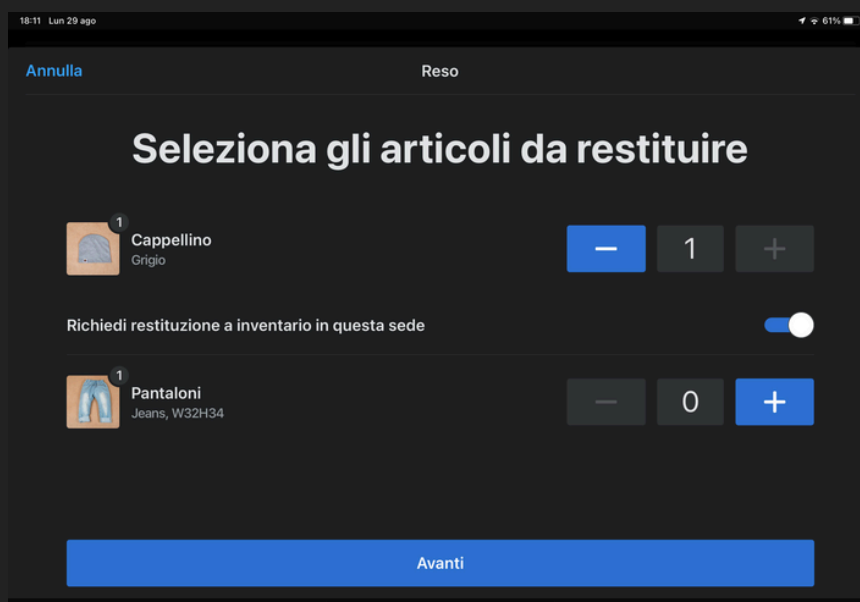 18:11 Lun 29 ago 61%
Annulla Reso
Seleziona gli articoli da restituire
1
Cappellino
Grigio
− 1 +
Richiedi restituzione a inventario in questa sede
1
Pantaloni
Jeans, W32H34
− 0 +
Avanti